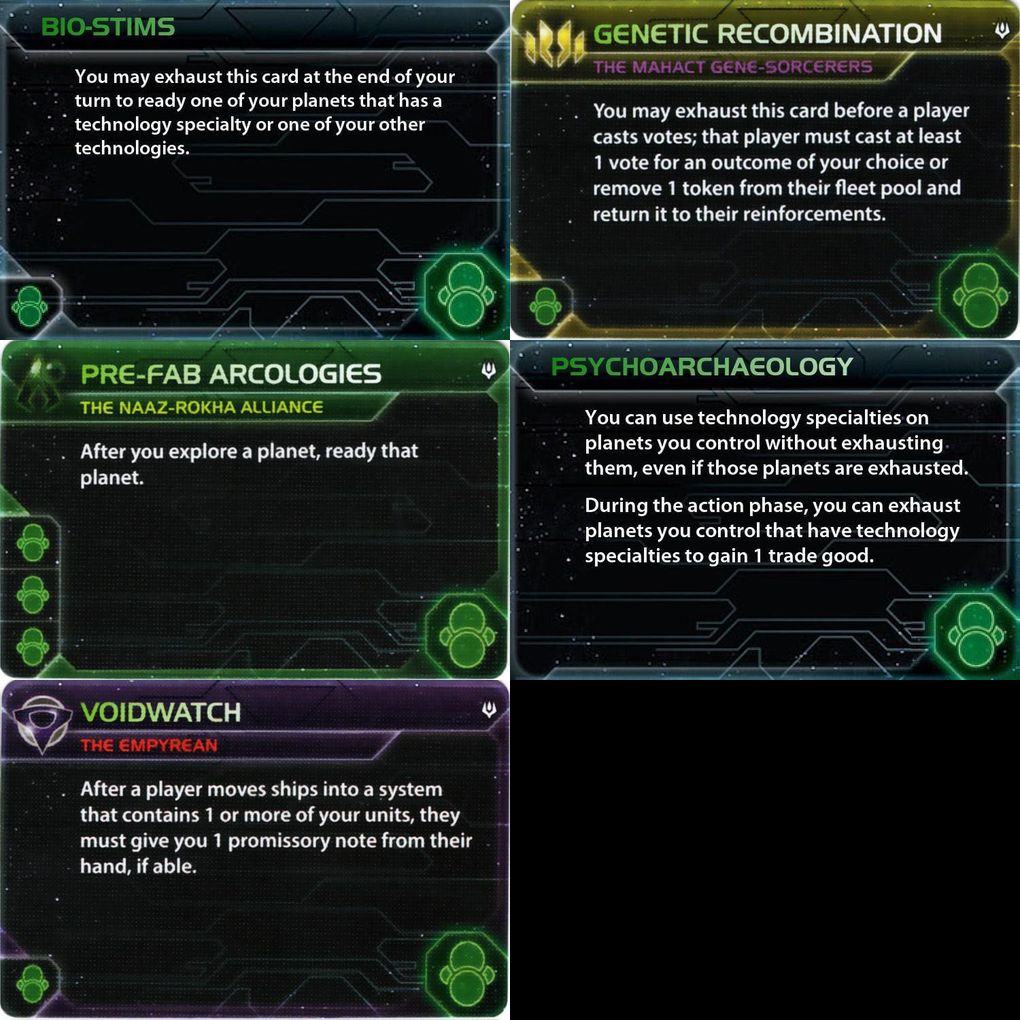 BIO-STIMS
You may exhaust this card at the end of your
turn to ready one of your planets that has a
technology specialty or one of your other
technologies.
GENETIC RECOMBINATION
THE MAHACT GENE-SORCERERS
You may exhaust this card before a player
casts votes; that player must cast at least
1 vote for an outcome of your choice or
remove 1 token from their fleet pool and
return it to their reinforcements.
PRE-FAB ARCOLOGIES
THE NAAZ-ROKHA ALLIANCE
After you explore a planet, ready that
planet.
PSYCHOARCHAEOLOGY
You can use technology specialties on
planets you control without exhausting
them, even if those planets are exhausted.
During the action phase, you can exhaust
planets you control that have technology
specialties to gain 1 trade good.
VOIDWATCH
THE EMPYREAN
After a player moves ships into a system
that contains 1 or more of your units, they
must give you 1 promissory note from their
hand, if able.